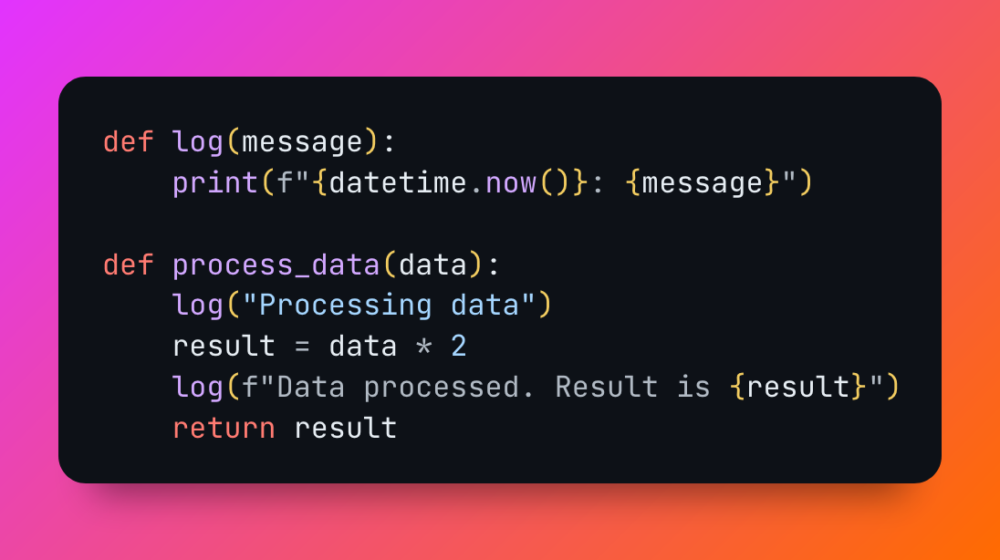 def log(message):
    print(f"{datetime.now()}: {message}")

def process_data(data):
    log("Processing data")
    result = data * 2
    log(f"Data processed. Result is {result}")
    return result